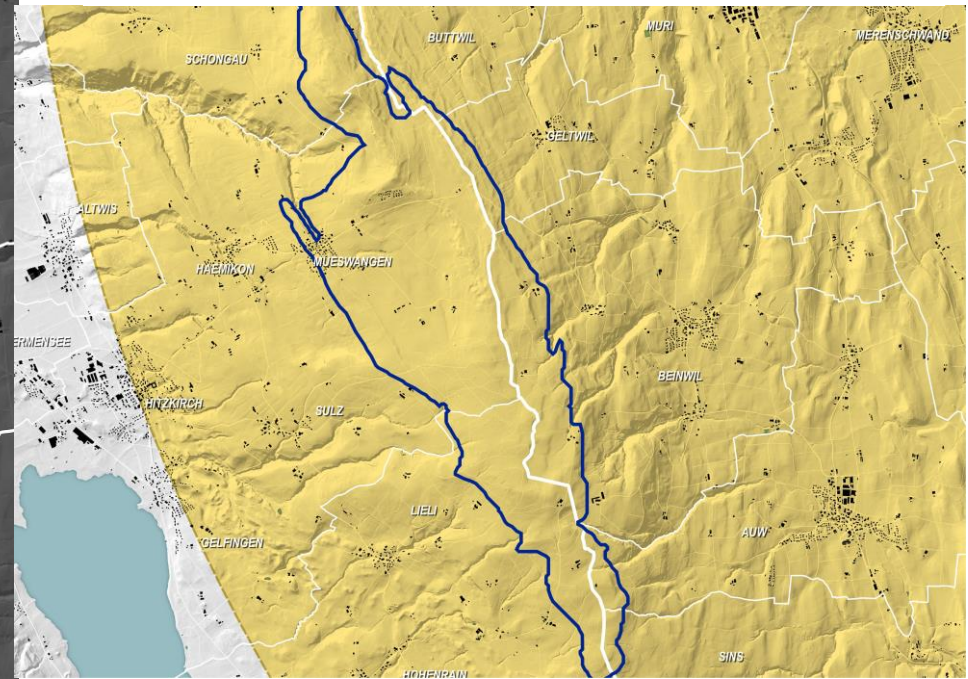 MURI
MERENSCHWAND
BUTTWIL
SCHONGAU
GELTWIL
ALTWIS
MUESWANGEN
HAEMIKON
ERMENSEE
BEINWIL
HITZKIRCH
SULZ
LIELI
AUW
GELFINGEN
SINS
HOHENRAIN